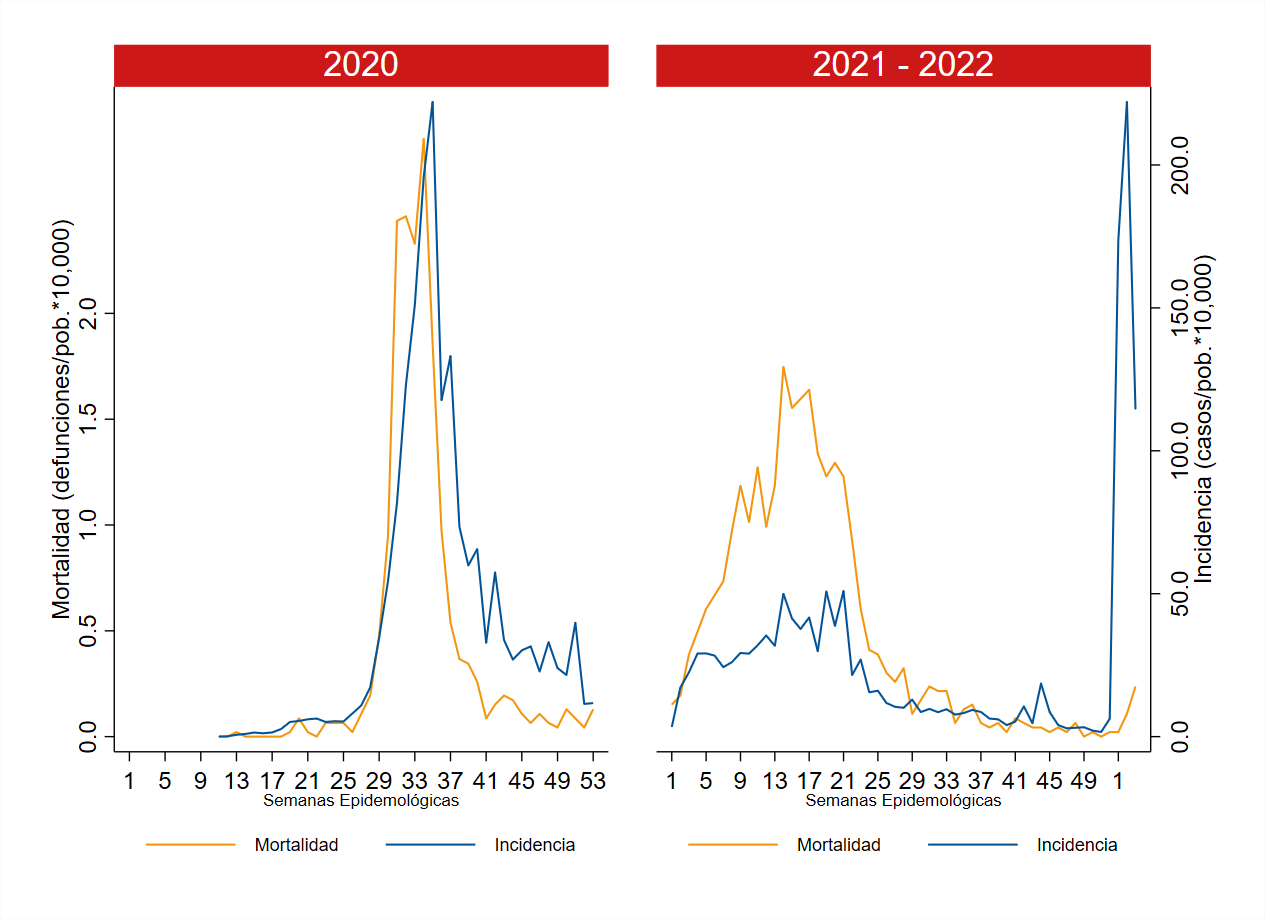 2020
2021 - 2022
Mortalidad (defunciones/pob.*10,000)
0.0 0.5 1.0 1.5 2.0
1 5 9 13 17 21 25 29 33 37 41 45 49 53
Semanas Epidemológicas
Mortalidad Incidencia
1 5 9 13 17 21 25 29 33 37 41 45 49 1
Semanas Epidemológicas
Mortalidad Incidencia
0.0 50.0 100.0 150.0 200.0
Incidencia (casos/pob.*10,000)